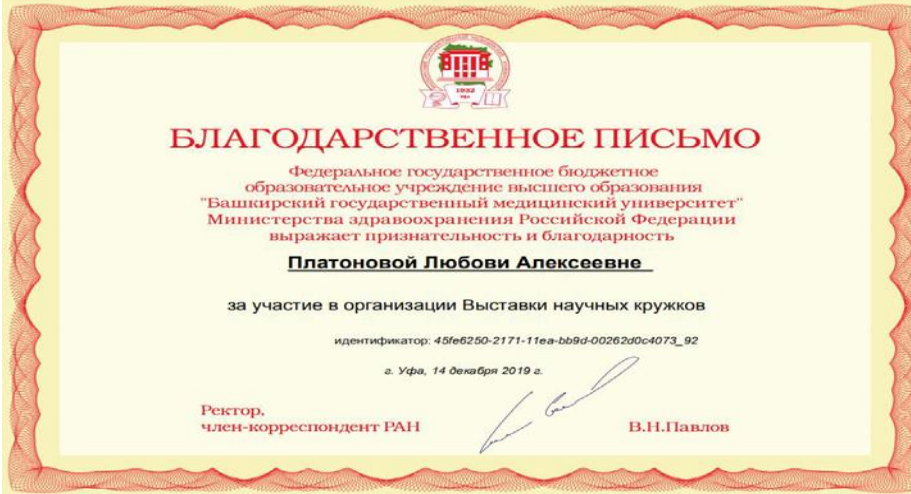 1932
БЛАГОДАРСТВЕННОЕ ПИСЬМО
Федеральное государственное бюджетное
образовательное учреждение высшего образования
"Башкирский государственный медицинский университет"
Министерства здравоохранения Российской Федерации
выражает признательность и благодарность
Платоновой Любови Алексеевне
за участие в организации Выставки научных кружков
идентификатор: 45fe6250-2171-11ea-bb9d-00262d0c4073_92
г. Уфа, 14 декабря 2019 г.
Ректор,
член-корреспондент РАН
В.Н.Павлов